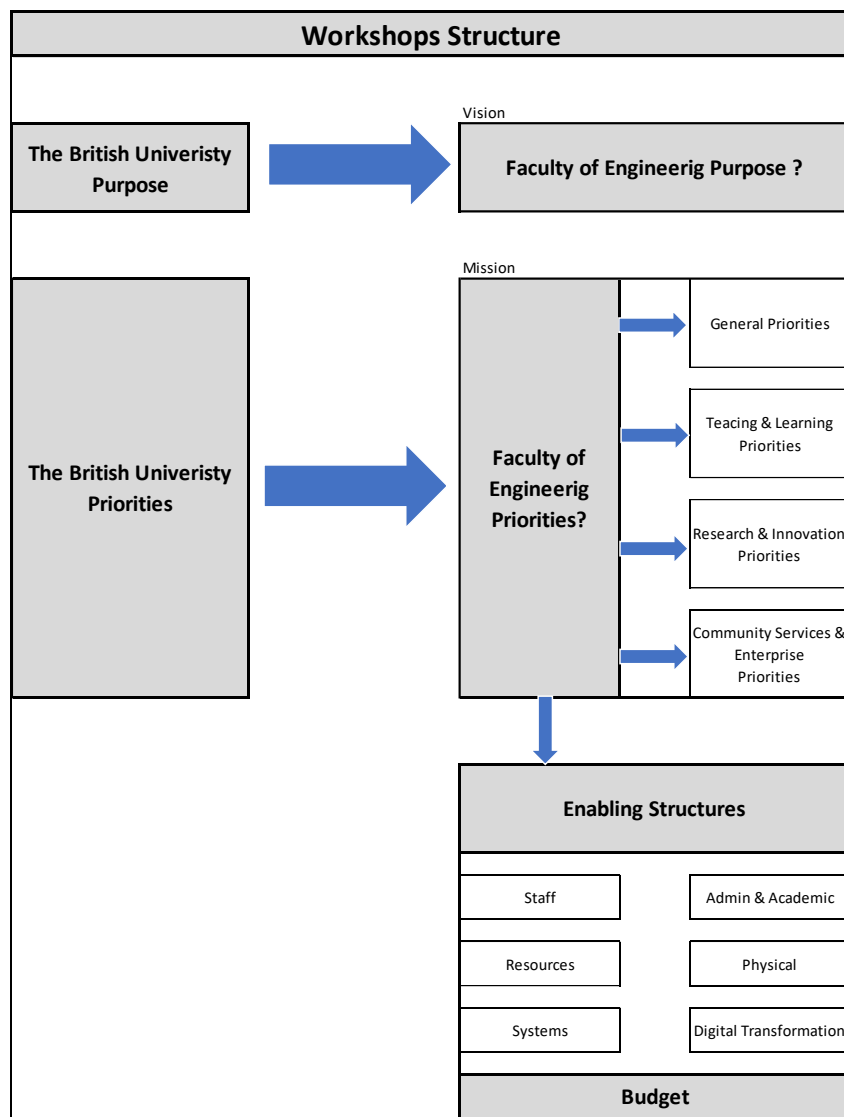 Workshops Structure
Vision
The British Univeristy
Purpose
Faculty of Engineerig Purpose ?
Mission
The British Univeristy
Priorities
Faculty of
Engineerig
Priorities?
General Priorities
Teacing & Learning
Priorities
Research & Innovation
Priorities
Community Services &
Enterprise
Priorities
Enabling Structures
Staff
Admin & Academic
Resources
Physical
Systems
Digital Transformation
Budget